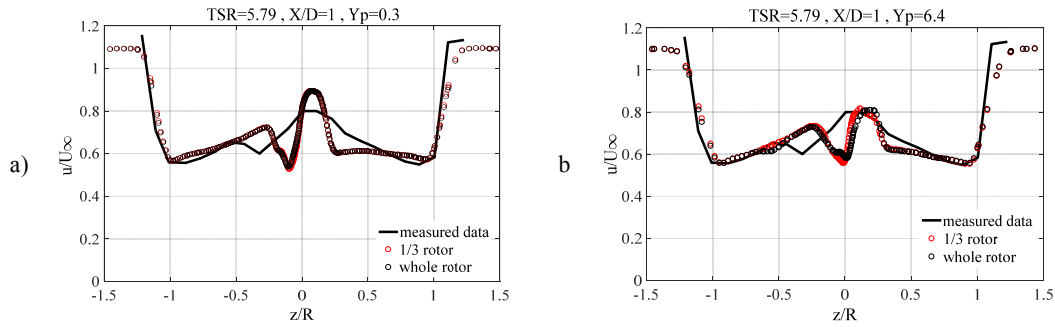 a)
TSR=5.79 , X/D=1 , Yp=0.3
u/U∞
1.2
1
0.8
0.6
0.4
0.2
0
measured data
1/3 rotor
whole rotor
-1.5
-1
-0.5
0
0.5
1
1.5
z/R
b
TSR=5.79 , X/D=1 , Yp=6.4
u/U∞
1.2
1
0.8
0.6
0.4
0.2
0
measured data
1/3 rotor
whole rotor
-1.5
-1
-0.5
0
0.5
1
1.5
z/R